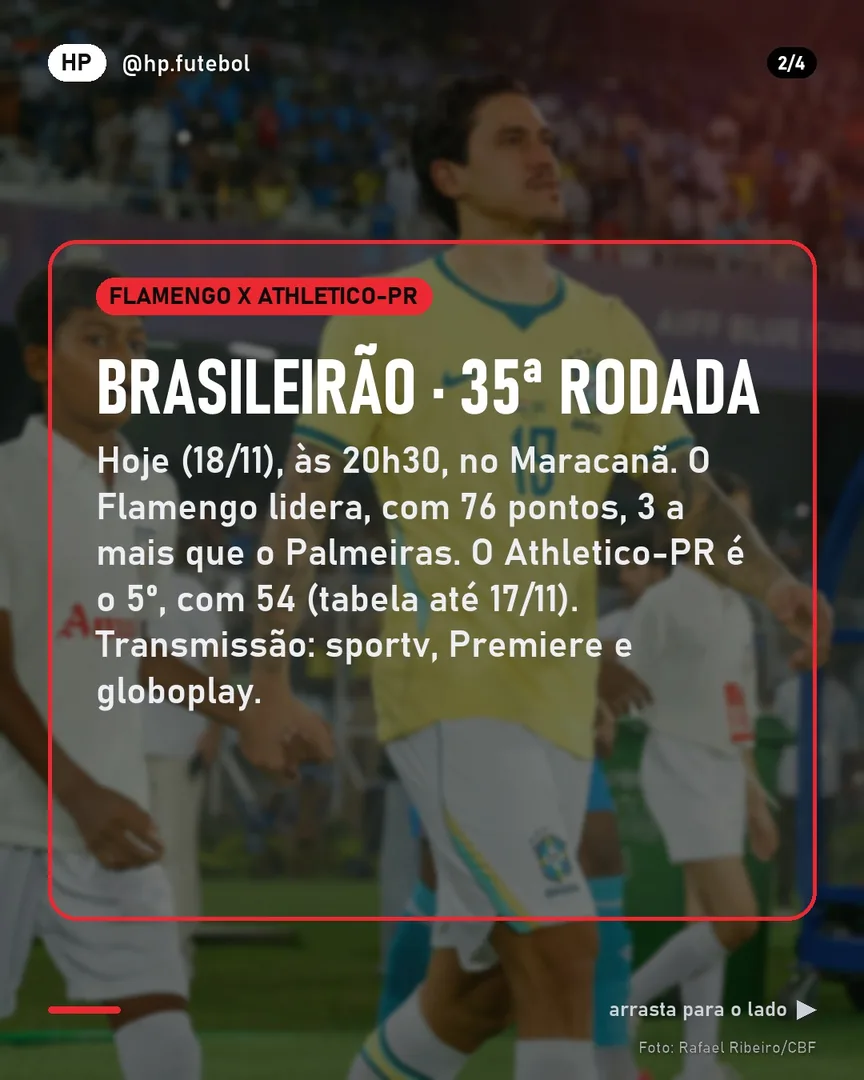 HP @hp.futebol
2/4
FLAMENGO X ATHLETICO-PR
BRASILEIRÃO · 35ª RODADA
Hoje (18/11), às 20h30, no Maracanã. O
Flamengo lidera, com 76 pontos, 3 a
mais que o Palmeiras. O Athletico-PR é
o 5º, com 54 (tabela até 17/11).
Transmissão: sportv, Premiere e
globoplay.
10
arrasta para o lado ▶
Foto: Rafael Ribeiro/CBF